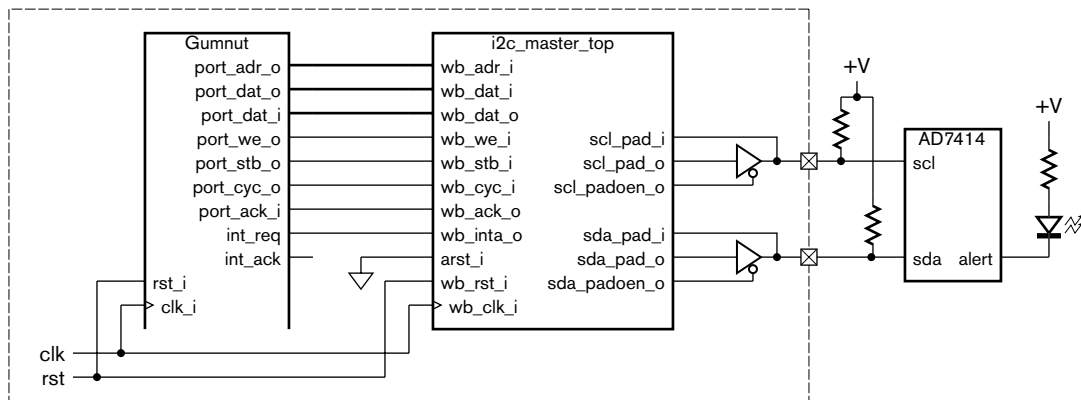 Gumnut
port_adr_o
port_dat_o
port_dat_i
port_we_o
port_stb_o
port_cyc_o
port_ack_i
int_req
int_ack
rst_i
clk_i
clk
rst
i2c_master_top
wb_adr_i
wb_dat_i
wb_dat_o
wb_we_i
wb_stb_i
wb_cyc_i
wb_ack_o
wb_inta_o
arst_i
wb_rst_i
wb_clk_i
scl_pad_i
scl_pad_o
scl_padoen_o
sda_pad_i
sda_pad_o
sda_padoen_o
+V
AD7414
scl
sda alert
+V